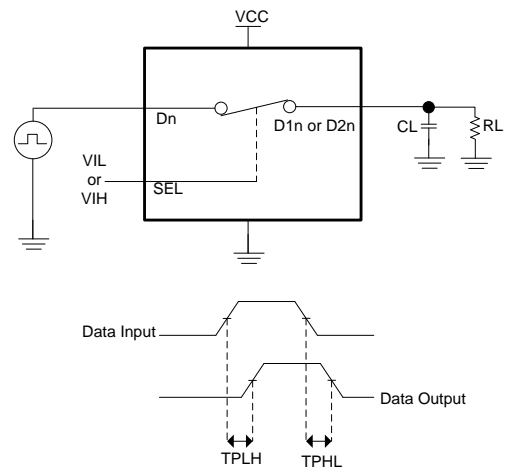 VCC
Dn
D1n or D2n
CL
RL
VIL
or
VIH
SEL
Data Input
Data Output
TPLH
TPHL